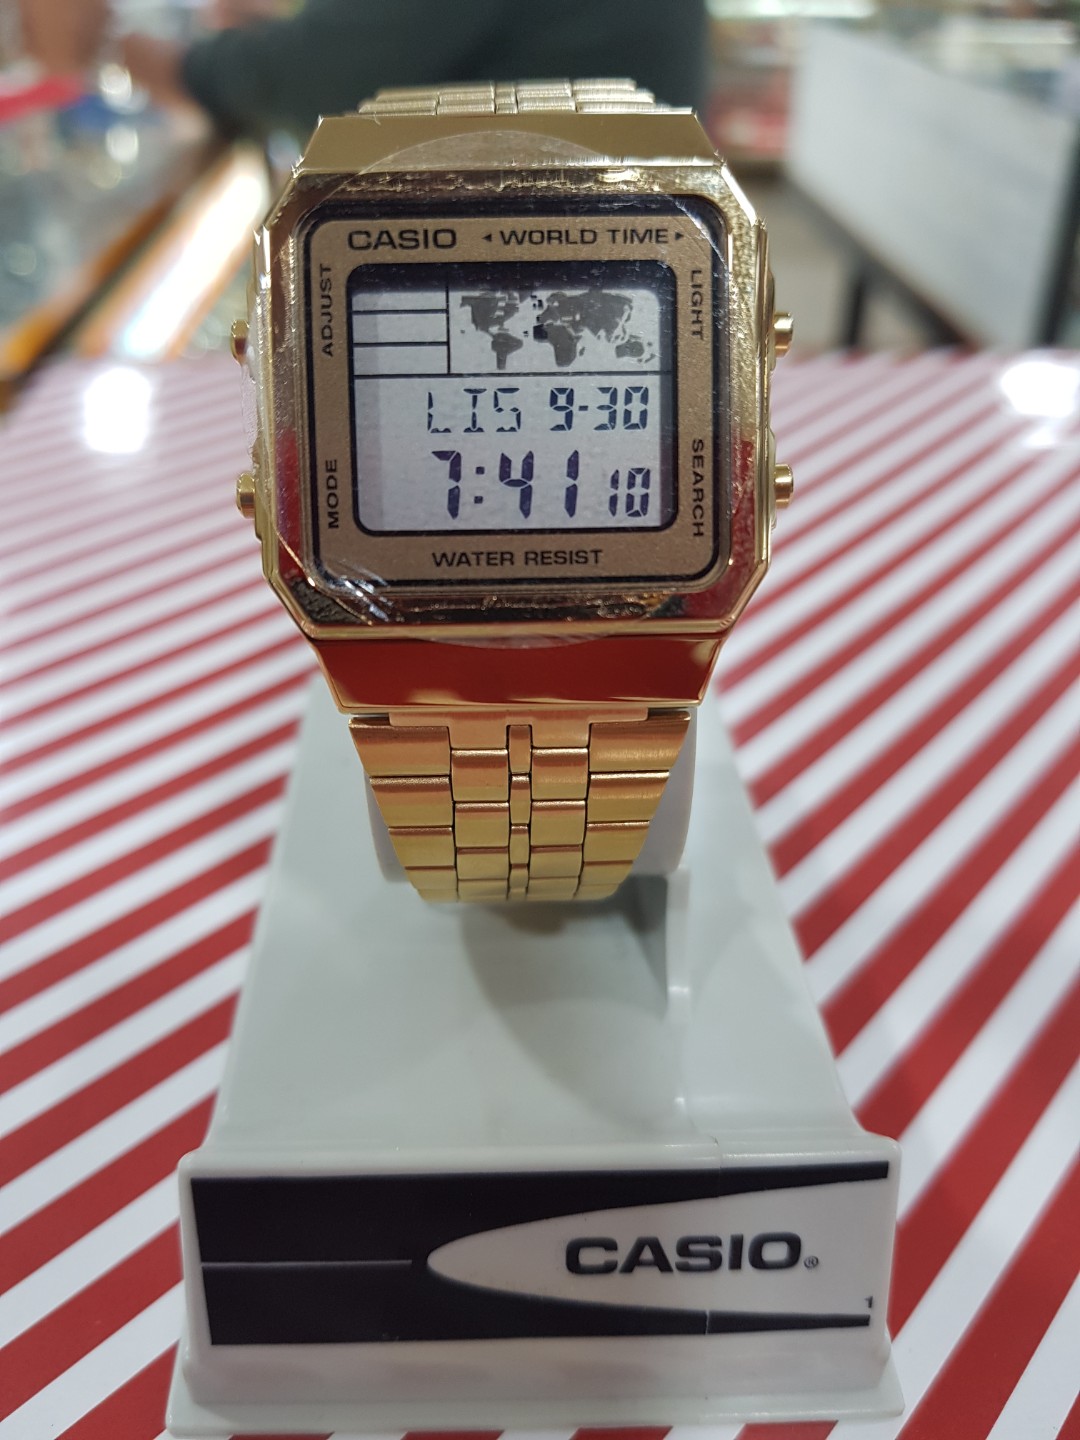 CASIO ◂WORLD TIME▸
ADJUST
LIGHT
LIS 9-30
7:41 10
MODE
SEARCH
WATER RESIST
CASIO®
1